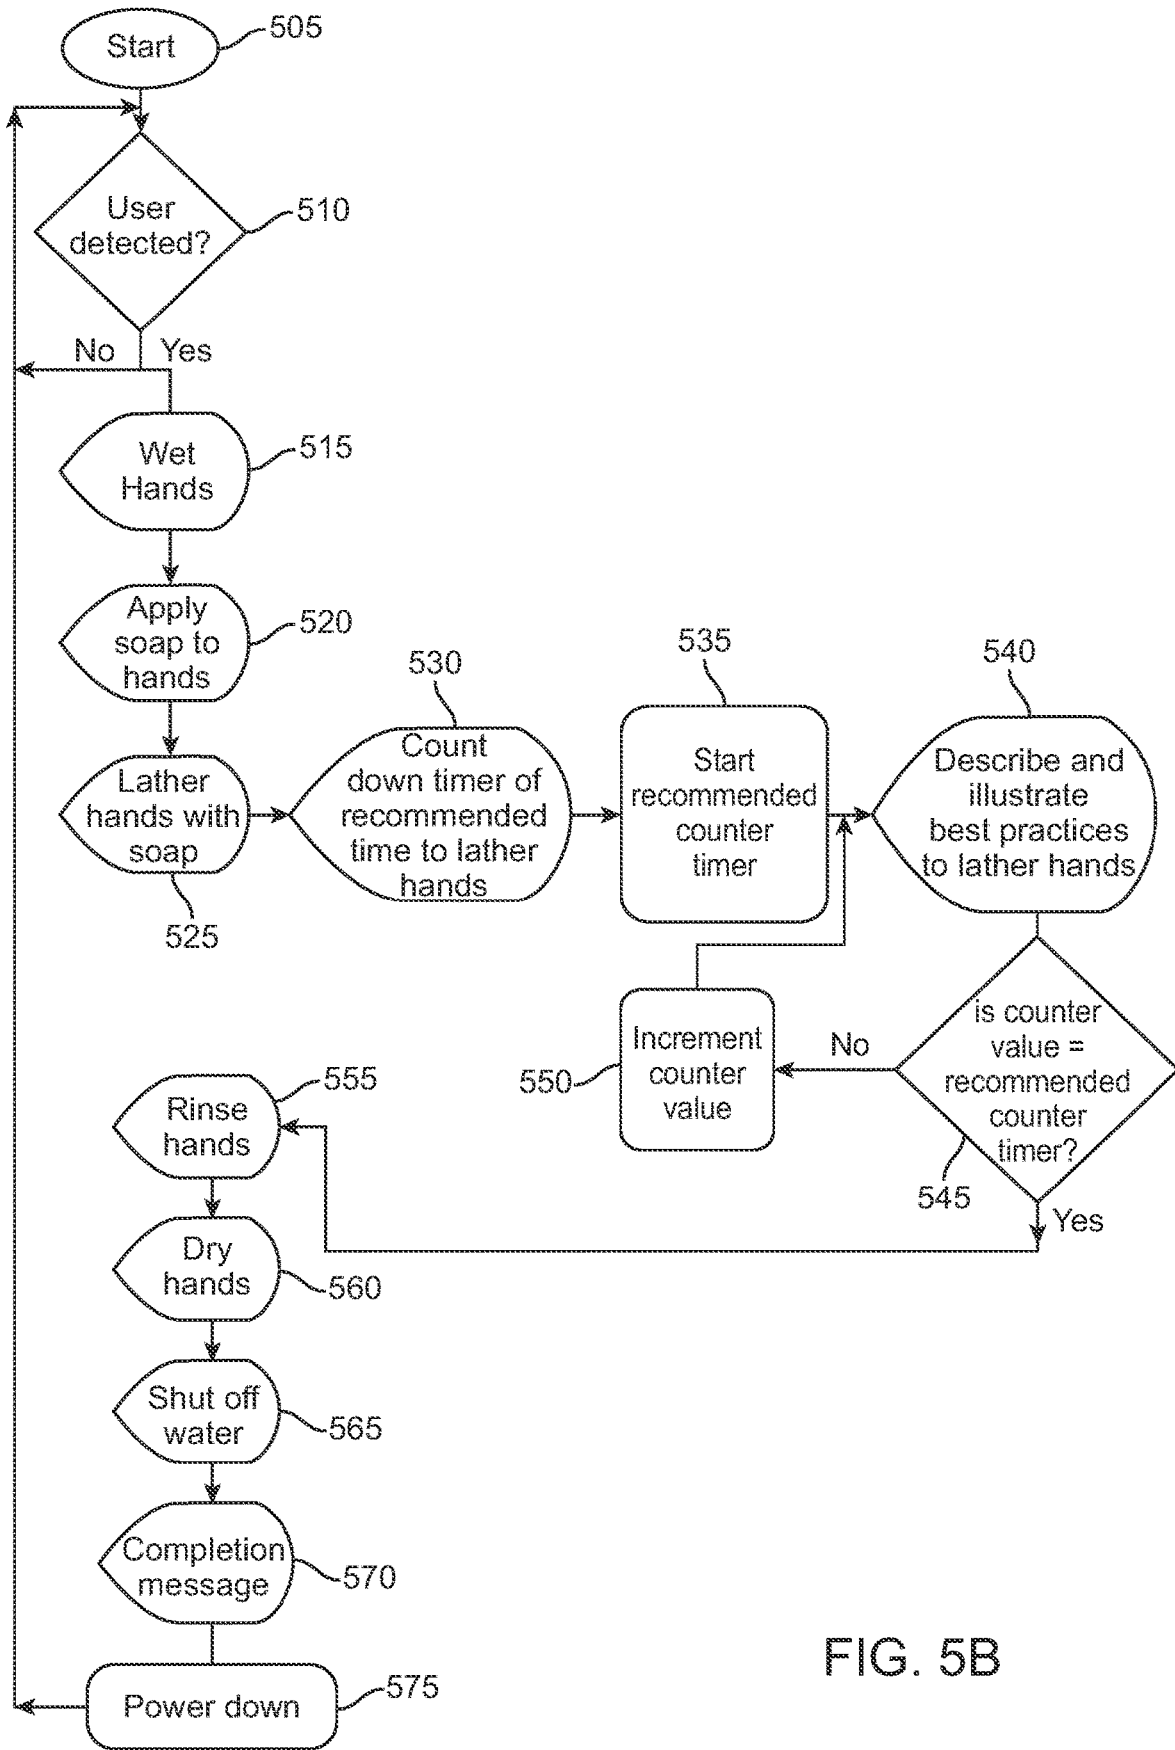 Start
505
User
detected?
510
No
Yes
Wet
Hands
515
Apply
soap to
hands
520
Lather
hands with
soap
525
530
Count
down timer of
recommended
time to lather
hands
535
Start
recommended
counter
timer
540
Describe and
illustrate
best practices
to lather hands
is counter
value =
recommended
counter
timer?
545
No
Yes
Increment
counter
value
550
555
Rinse
hands
Dry
hands
560
Shut off
water
565
Completion
message
570
Power down
575
FIG. 5B